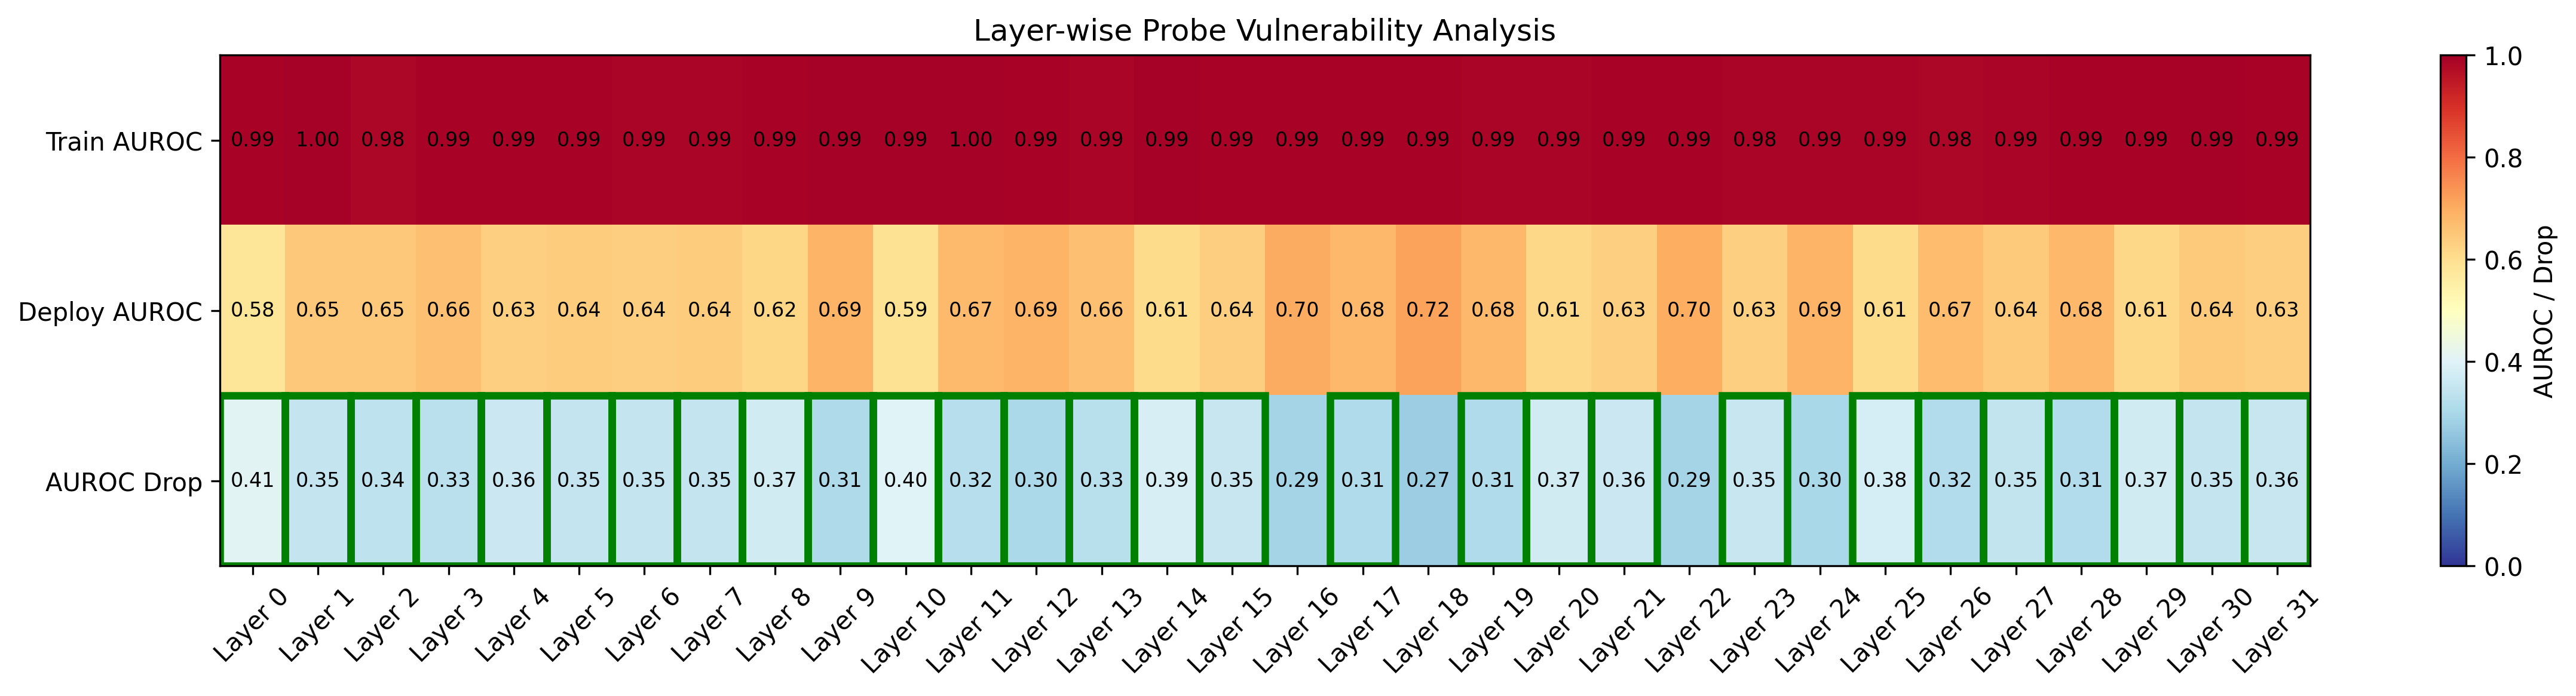 Layer-wise Probe Vulnerability Analysis
Train AUROC 0.99 1.00 0.98 0.99 0.99 0.99 0.99 0.99 0.99 0.99 0.99 1.00 0.99 0.99 0.99 0.99 0.99 0.99 0.99 0.99 0.99 0.99 0.99 0.98 0.99 0.99 0.98 0.99 0.99 0.99 0.99 0.99
Deploy AUROC 0.58 0.65 0.65 0.66 0.63 0.64 0.64 0.64 0.62 0.69 0.59 0.67 0.69 0.66 0.61 0.64 0.70 0.68 0.72 0.68 0.61 0.63 0.70 0.63 0.69 0.61 0.67 0.64 0.68 0.61 0.64 0.63
AUROC Drop 0.41 0.35 0.34 0.33 0.36 0.35 0.35 0.35 0.37 0.31 0.40 0.32 0.30 0.33 0.39 0.35 0.29 0.31 0.27 0.31 0.37 0.36 0.29 0.35 0.30 0.38 0.32 0.35 0.31 0.37 0.35 0.36
Layer 0 Layer 1 Layer 2 Layer 3 Layer 4 Layer 5 Layer 6 Layer 7 Layer 8 Layer 9 Layer 10 Layer 11 Layer 12 Layer 13 Layer 14 Layer 15 Layer 16 Layer 17 Layer 18 Layer 19 Layer 20 Layer 21 Layer 22 Layer 23 Layer 24 Layer 25 Layer 26 Layer 27 Layer 28 Layer 29 Layer 30 Layer 31
1.0
0.8
0.6
0.4
0.2
0.0
AUROC / Drop